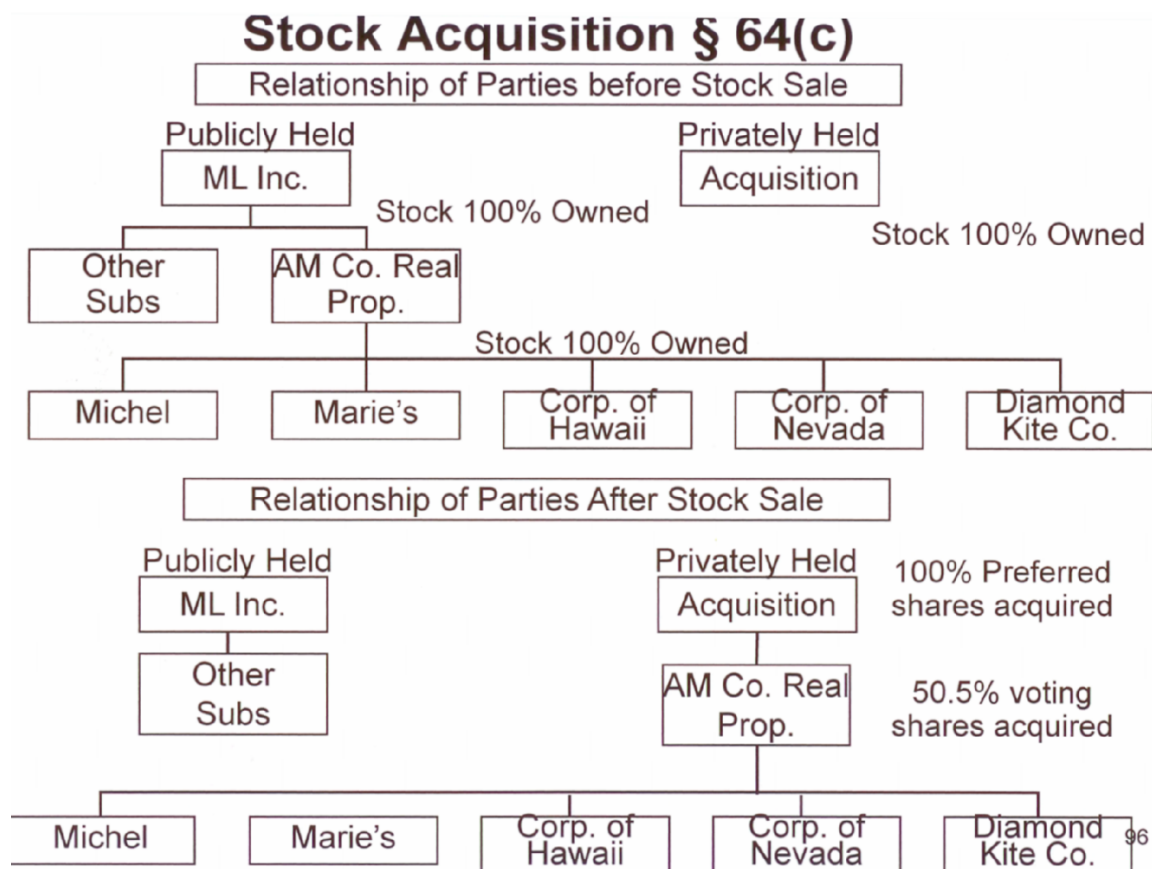 Stock Acquisition § 64(c)
Relationship of Parties before Stock Sale
Publicly Held
Privately Held
ML Inc.
Acquisition
Stock 100% Owned
Stock 100% Owned
Other
Subs
AM Co. Real
Prop.
Stock 100% Owned
Michel
Marie's
Corp. of
Hawaii
Corp. of
Nevada
Diamond
Kite Co.
Relationship of Parties After Stock Sale
Publicly Held
Privately Held
ML Inc.
Acquisition
100% Preferred
shares acquired
Other
Subs
AM Co. Real
Prop.
50.5% voting
shares acquired
Michel
Marie's
Corp. of
Hawaii
Corp. of
Nevada
Diamond
Kite Co.
96